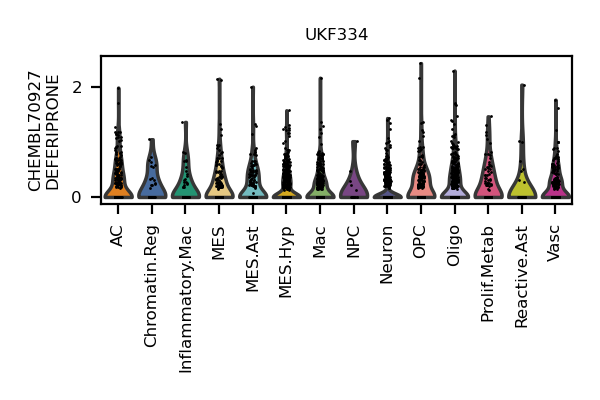 UKF334
CHEMBL70927
DEFERIPRONE
2
0
AC
Chromatin.Reg
Inflammatory.Mac
MES
MES.Ast
MES.Hyp
Mac
NPC
Neuron
OPC
Oligo
Prolif.Metab
Reactive.Ast
Vasc